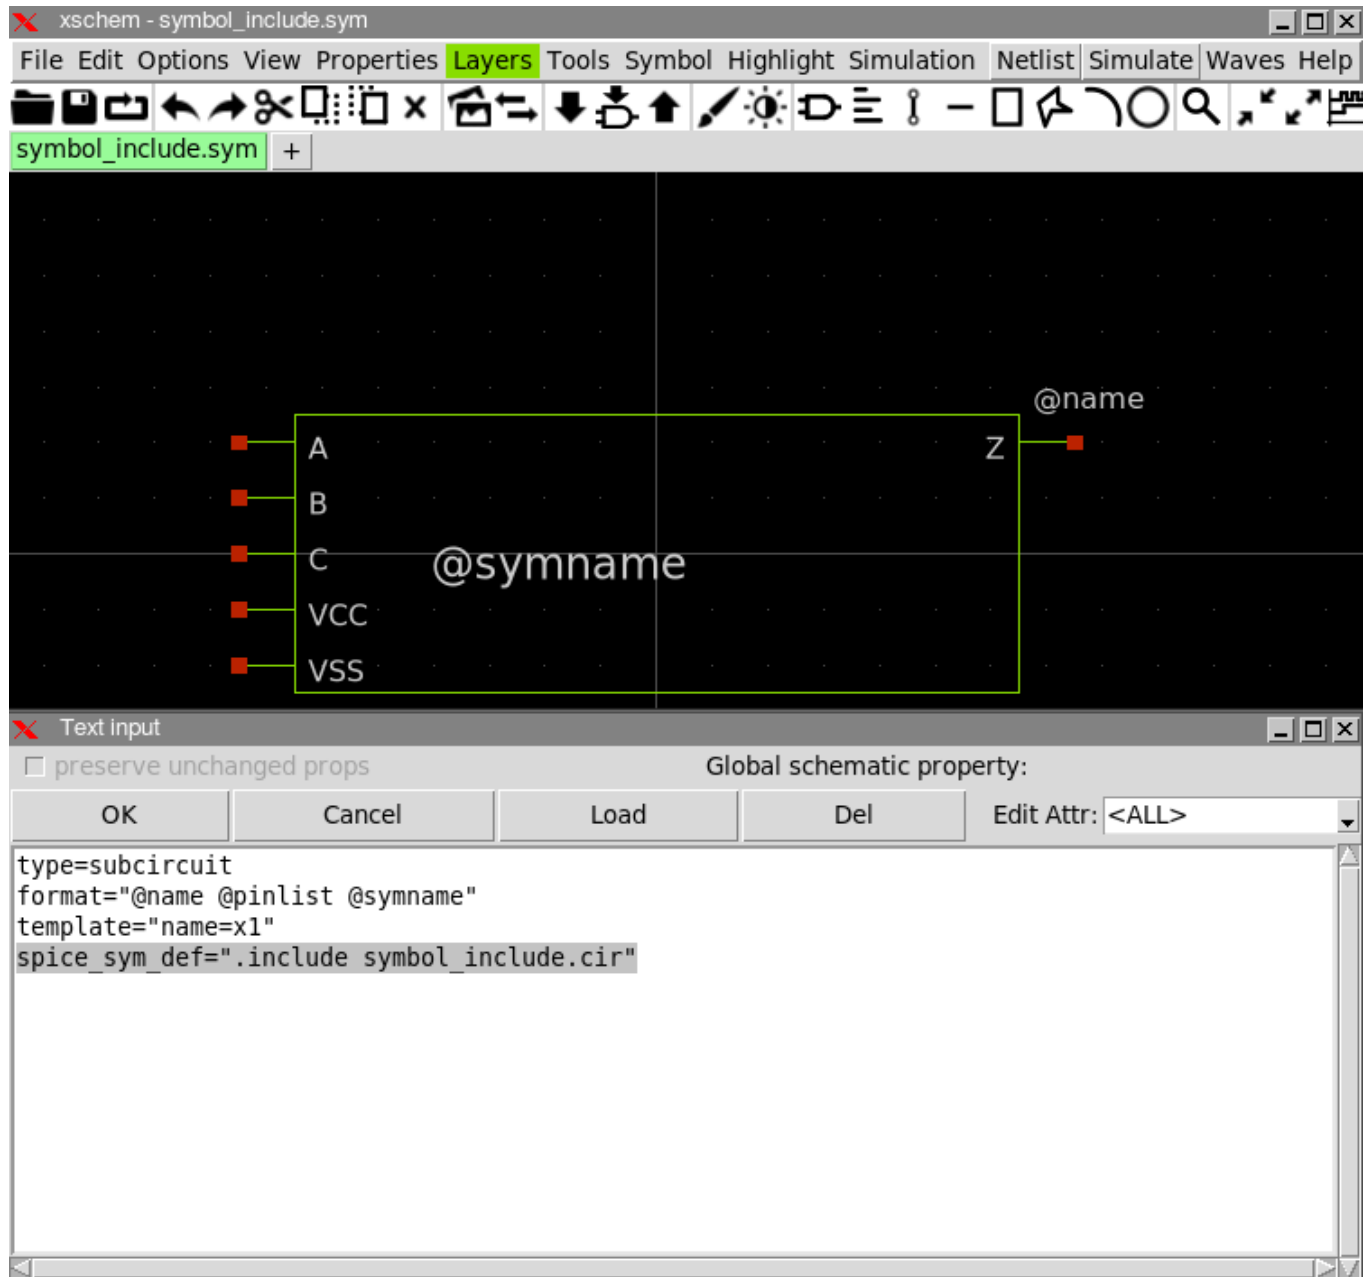 xschem - symbol_include.sym
File Edit Options View Properties Layers Tools Symbol Highlight Simulation Netlist Simulate Waves Help
symbol_include.sym +
@name
A Z
B
C @symname
VCC
VSS
Text input
preserve unchanged props Global schematic property:
OK Cancel Load Del Edit Attr: <ALL>
type=subcircuit
format="@name @pinlist @symname"
template="name=x1"
spice_sym_def=".include symbol_include.cir"